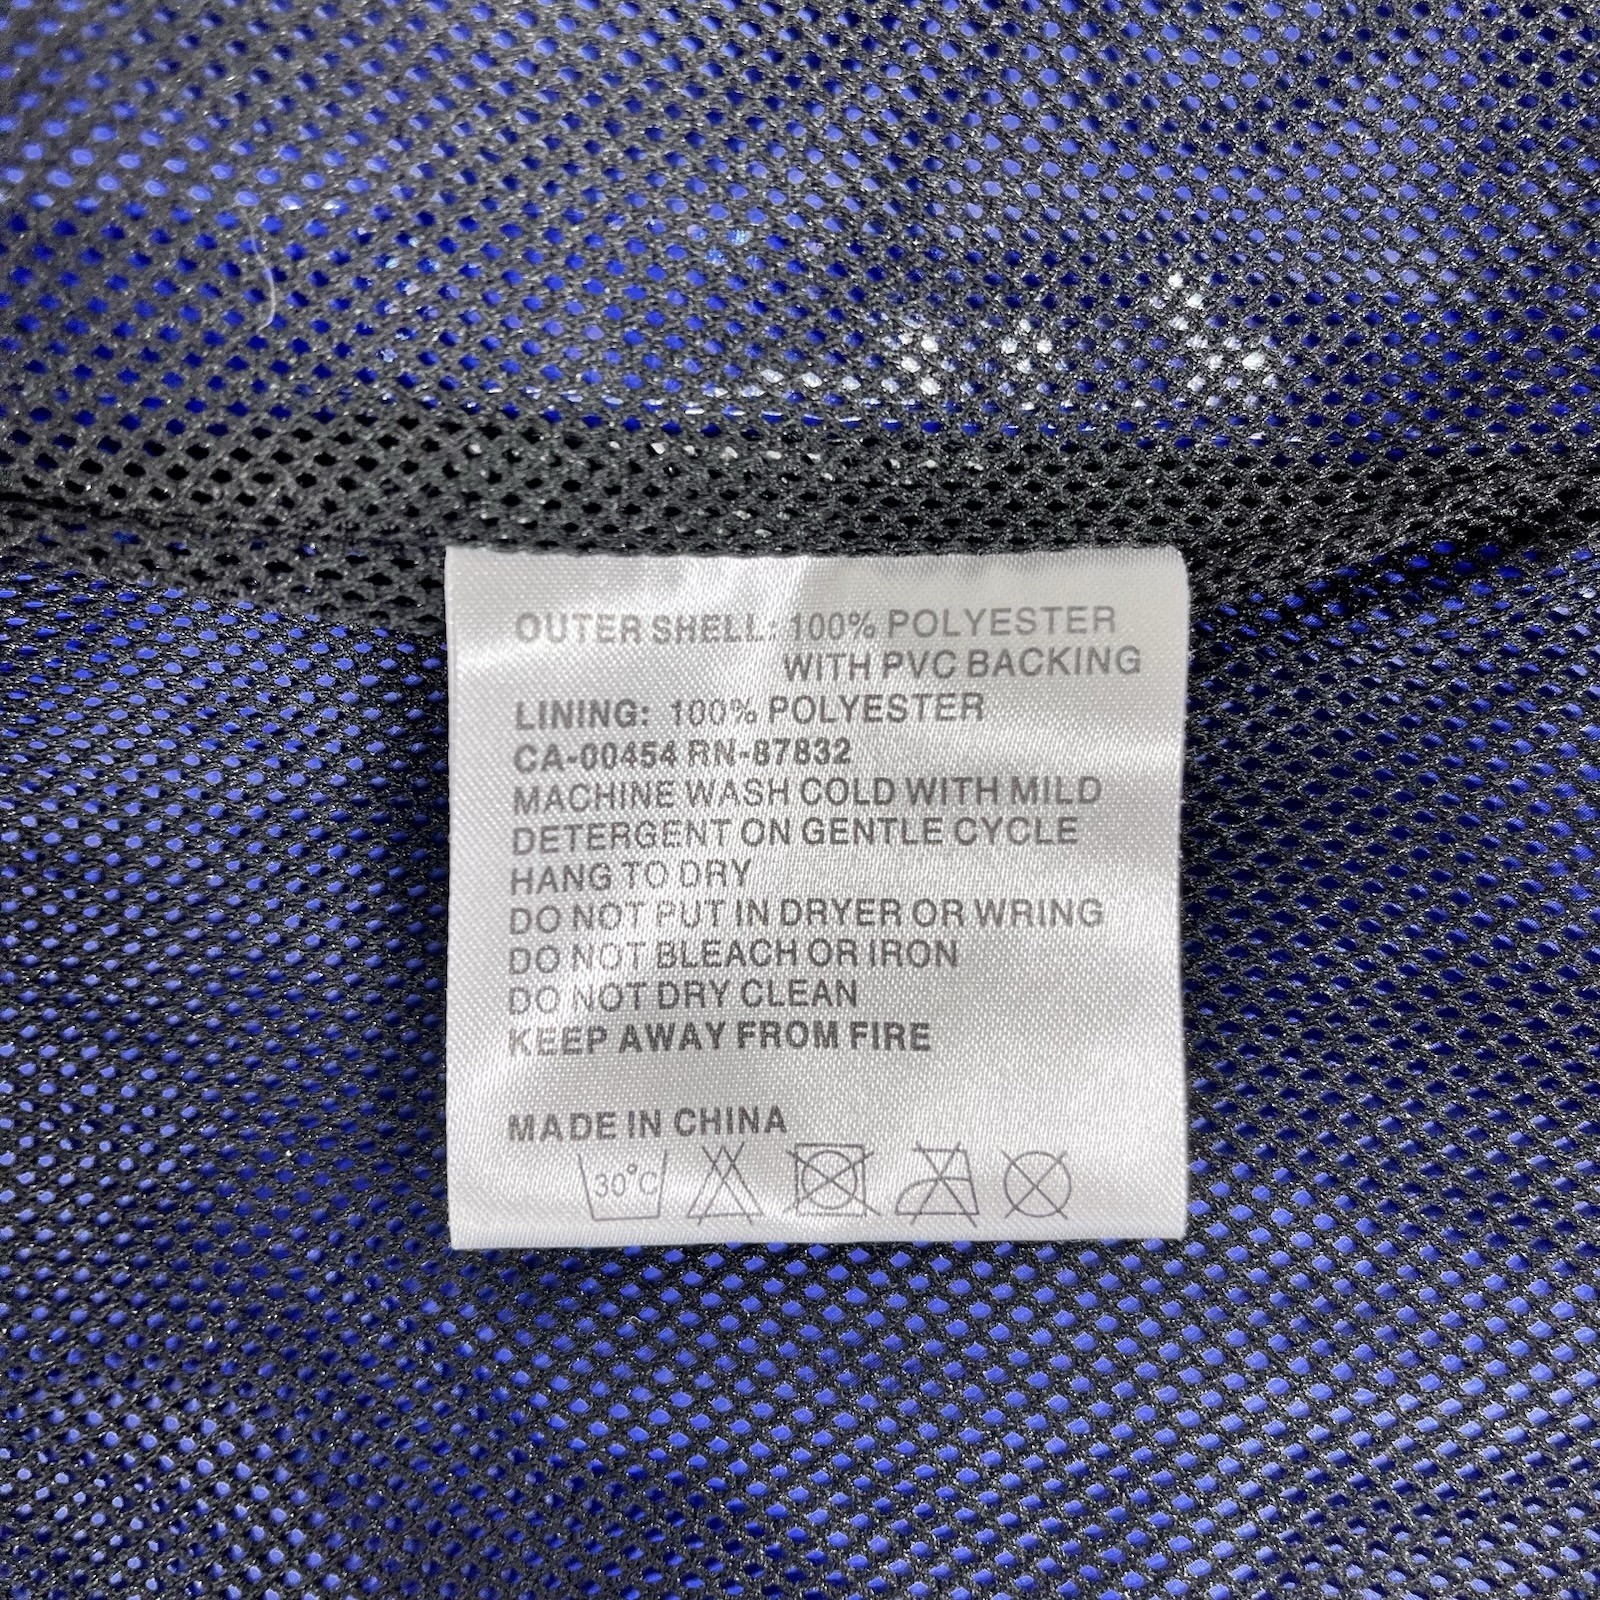 OUTER SHELL: 100% POLYESTER
WITH PVC BACKING
LINING: 100% POLYESTER
CA-00454 RN-87832
MACHINE WASH COLD WITH MILD
DETERGENT ON GENTLE CYCLE
HANG TO DRY
DO NOT PUT IN DRYER OR WRING
DO NOT BLEACH OR IRON
DO NOT DRY CLEAN
KEEP AWAY FROM FIRE
MADE IN CHINA
30°C